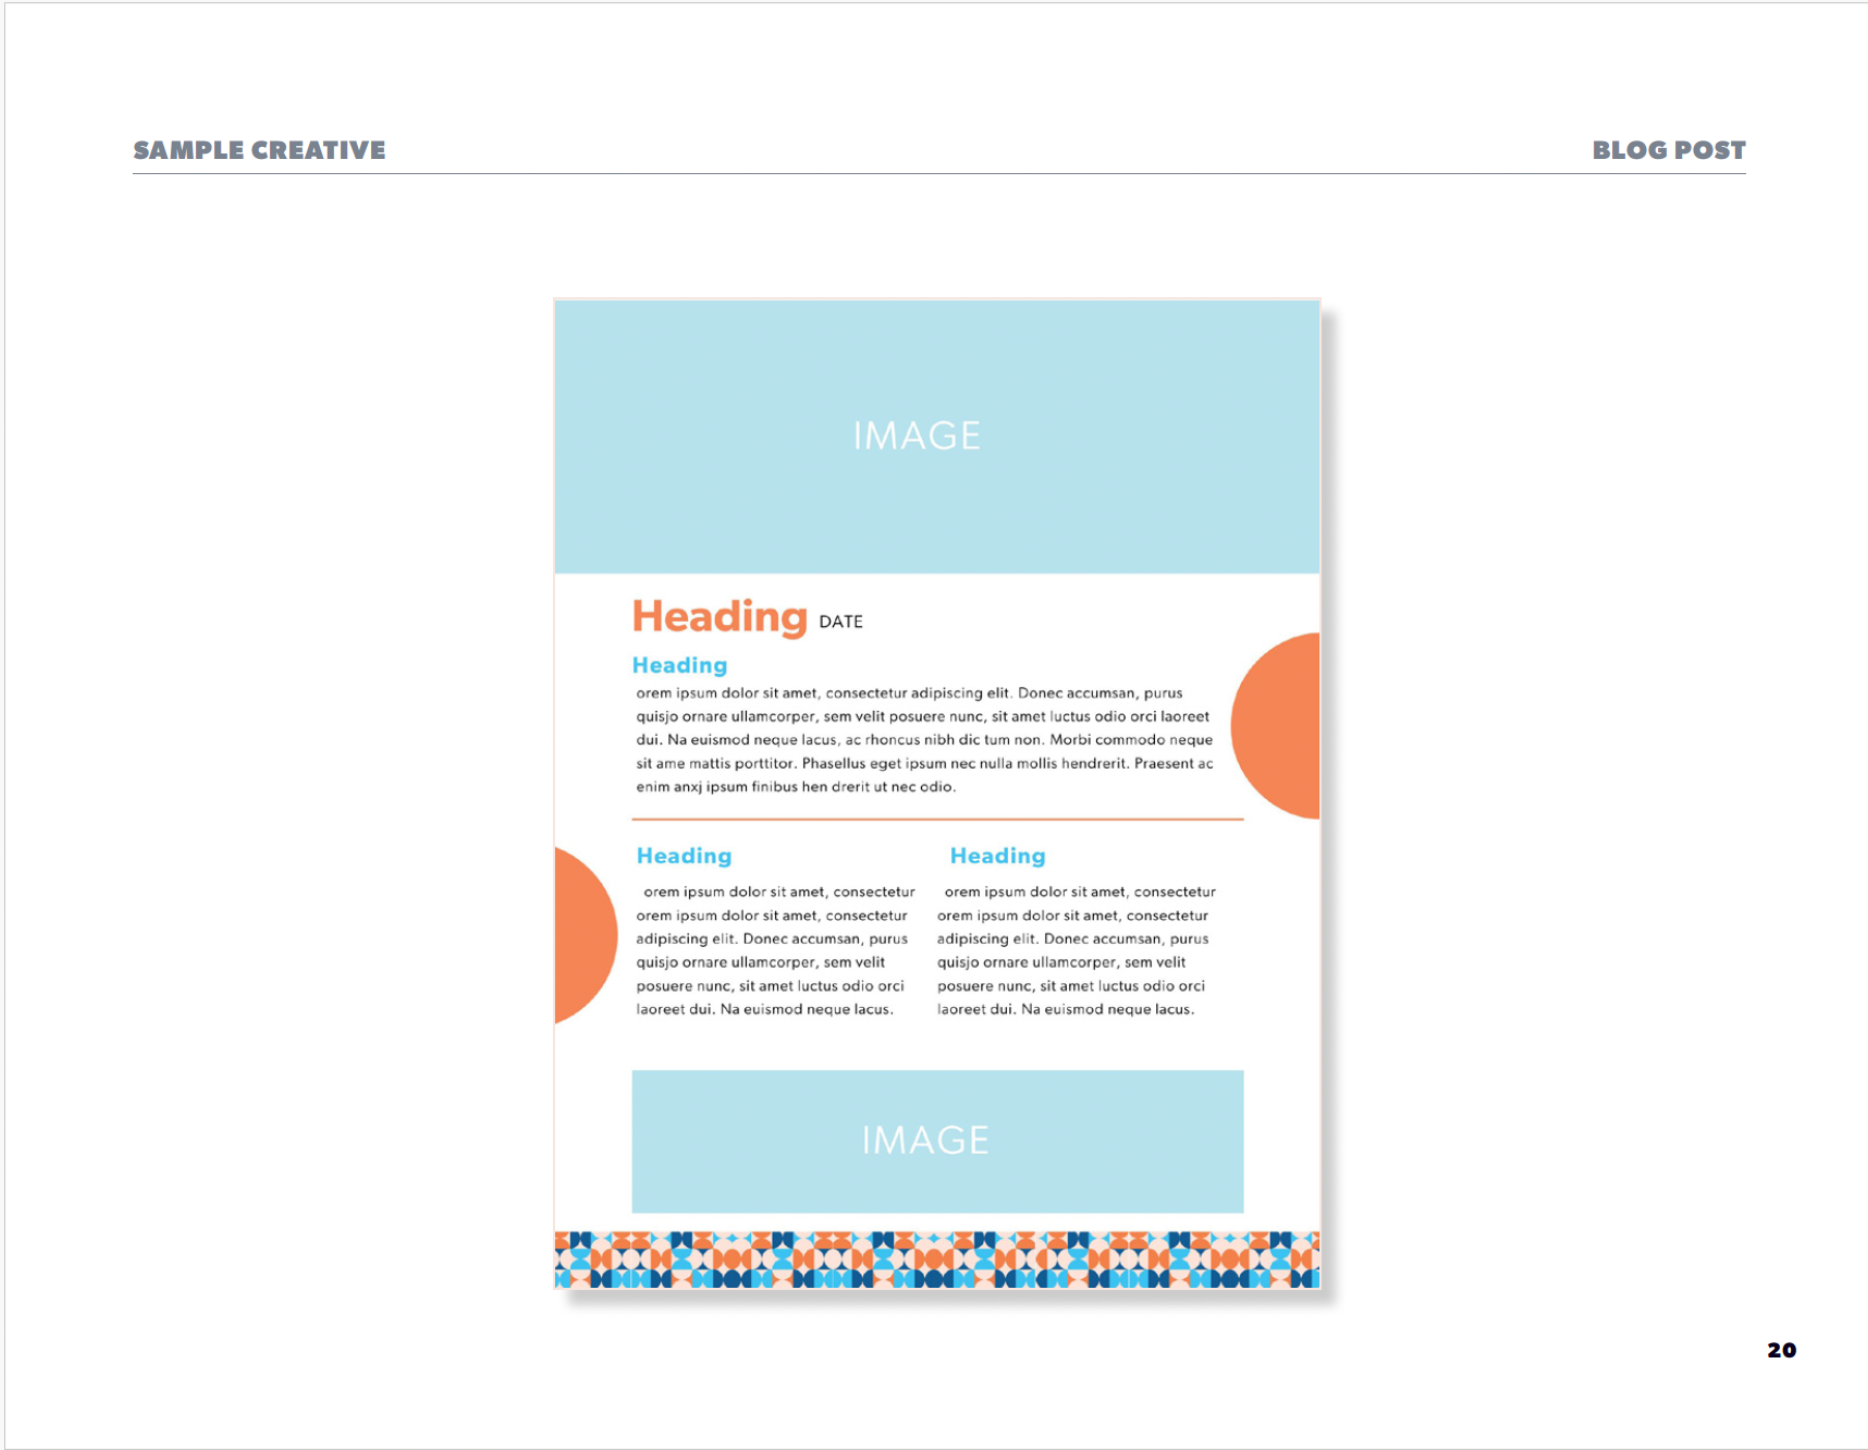 SAMPLE CREATIVE
BLOG POST
IMAGE
Heading DATE
Heading
orem ipsum dolor sit amet, consectetur adipiscing elit. Donec accumsan, purus
quisjo ornare ullamcorper, sem velit posuere nunc, sit amet luctus odio orci laoreet
dui. Na euismod neque lacus, ac rhoncus nibh dic tum non. Morbi commodo neque
sit ame mattis porttitor. Phasellus eget ipsum nec nulla mollis hendrerit. Praesent ac
enim anxj ipsum finibus hen drerit ut nec odio.
Heading
orem ipsum dolor sit amet, consectetur
orem ipsum dolor sit amet, consectetur
adipiscing elit. Donec accumsan, purus
quisjo ornare ullamcorper, sem velit
posuere nunc, sit amet luctus odio orci
laoreet dui. Na euismod neque lacus.
Heading
orem ipsum dolor sit amet, consectetur
orem ipsum dolor sit amet, consectetur
adipiscing elit. Donec accumsan, purus
quisjo ornare ullamcorper, sem velit
posuere nunc, sit amet luctus odio orci
laoreet dui. Na euismod neque lacus.
IMAGE
20